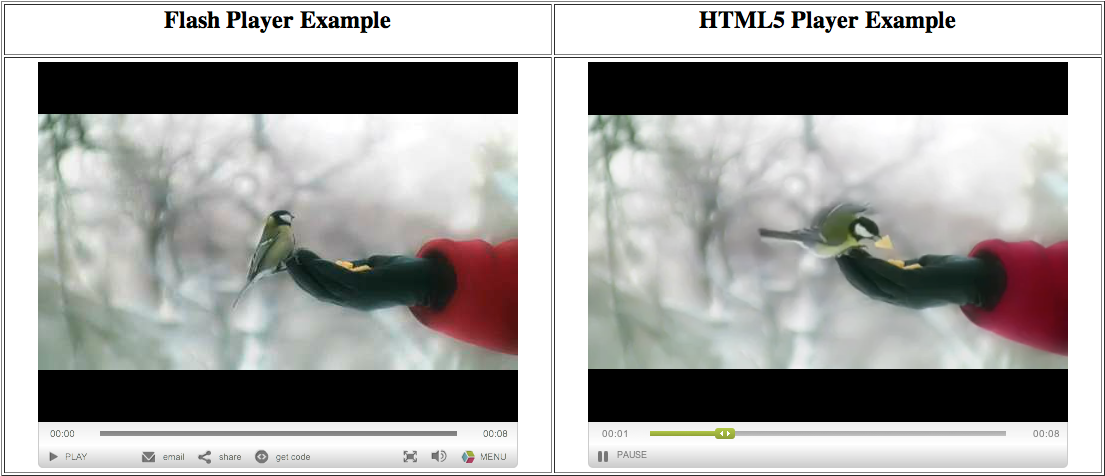 Flash Player Example
HTML5 Player Example
00:00 00:08
PLAY email share get code MENU
00:01 00:08
PAUSE